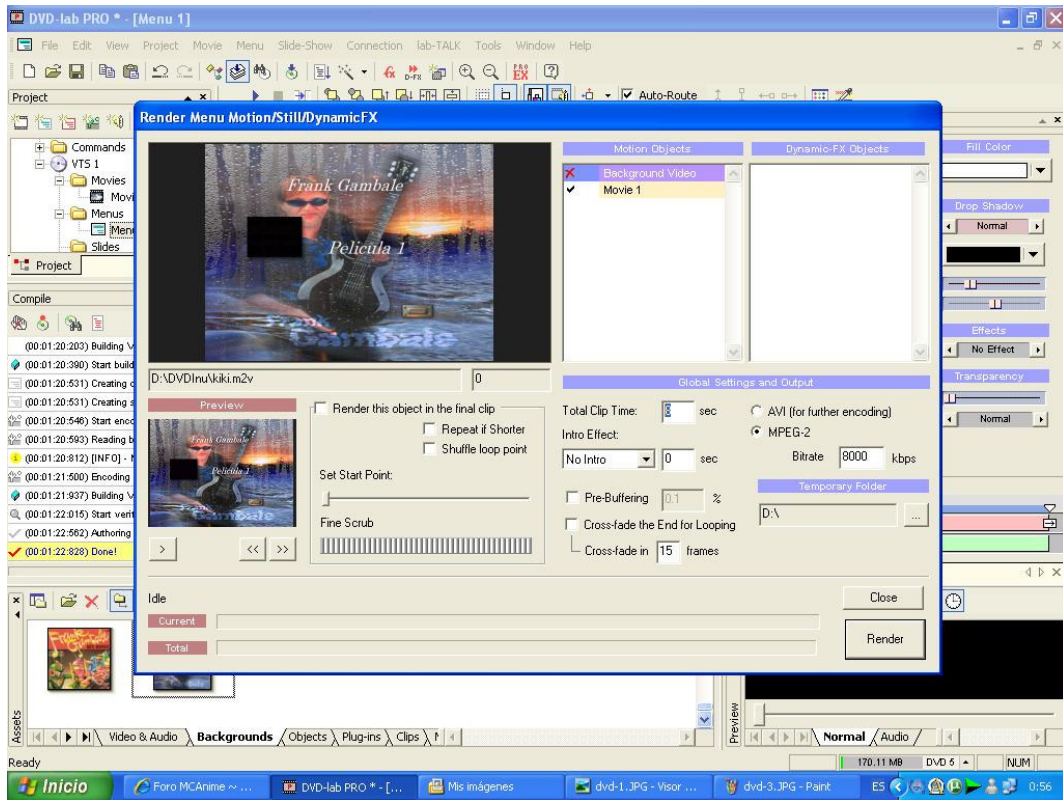 DVD-lab PRO * - [Menu 1]
File Edit View Project Movie Menu Slide-Show Connection lab-TALK Tools Window Help
Auto-Route
Project
Commands
VTS 1
Movies
Movi
Menus
Men
Slides
Project
Compile
(00:01:20:203) Building V
(00:01:20:390) Start build
(00:01:20:531) Creating
(00:01:20:531) Creating
(00:01:20:546) Start enco
(00:01:20:593) Reading b
(00:01:20:812) [INFO] -
(00:01:21:500) Encoding
(00:01:21:937) Building V
(00:01:22:015) Start verit
(00:01:22:562) Authoring
(00:01:22:828) Done!
Render Menu Motion/Still/DynamicFX
Frank Gambale
Pelicula 1
Frank
Gambale
D:\DVDInu\kiki.m2v 0
Preview
Frank Gambale
Pelicula 1
> << >>
Render this object in the final clip
Repeat if Shorter
Shuffle loop point
Set Start Point:
Fine Scrub
Motion Objects
Background Video
Movie 1
Dynamic-FX Objects
Global Settings and Output
Total Clip Time: 8 sec
Intro Effect:
No Intro 0 sec
Pre-Buffering 0.1 %
Cross-fade the End for Looping
Cross-fade in 15 frames
AVI (for further encoding)
MPEG-2
Bitrate 8000 kbps
Temporary Folder
D:\ ...
Idle
Current
Total
Close
Render
Fill Color
Drop Shadow
Normal
Effects
No Effect
Transparency
Normal
Assets
Video & Audio Backgrounds Objects Plug-ins Clips
Preview
Normal Audio
Ready
170.11 MB DVD 5 NUM
Inicio
Foro MCAnime ~ ...
DVD-lab PRO * - [...
Mis imágenes
dvd-1.JPG - Visor ...
dvd-3.JPG - Paint
ES 0:56